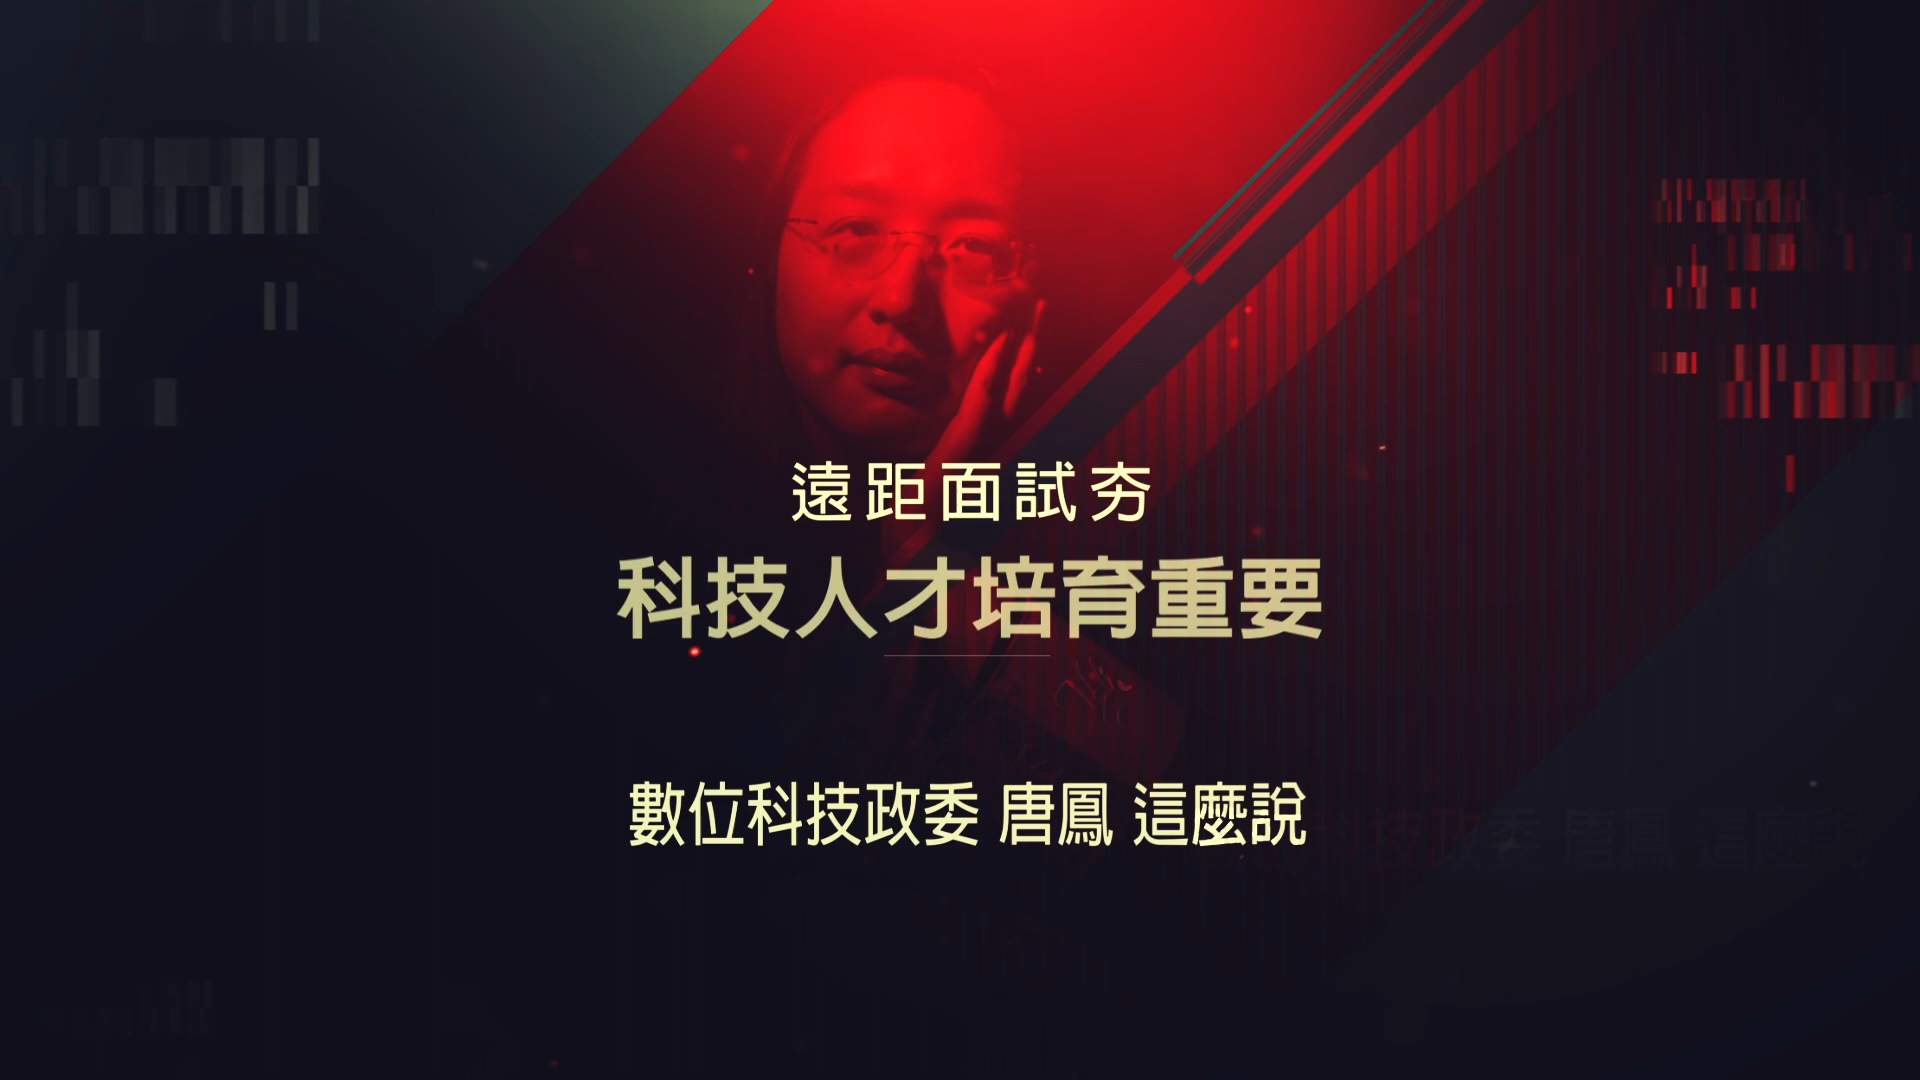 遠距面試夯
科技人才培育重要
數位科技政委 唐鳳 這麼說